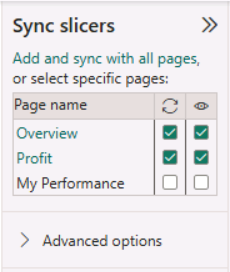 Sync slicers
Add and sync with all pages,
or select specific pages:
Page name
Overview
Profit
My Performance
Advanced options